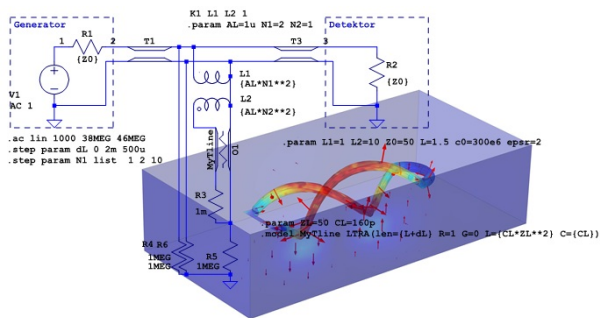 K1 L1 L2 1
.param AL=1u N1=2 N2=1
Generator
Detektor
R1
1
2
T1
T3
3
{Z0}
R2
{Z0}
V1
AC 1
L1
{AL*N1**2}
L2
{AL*N2**2}
.ac lin 1000 38MEG 46MEG
.step param dL 0 2m 500u
.step param N1 list 1 2 10
MyTline
O1
.param L1=1 L2=10 Z0=50 L=1.5 c0=300e6 epsr=2
R3
1m
.param ZL=50 CL=160p
.model MyTline LTRA(len={L+dL} R=1 G=0 L={CL*ZL**2} C={CL})
R4 R6
R5
1MEG
1MEG
1MEG